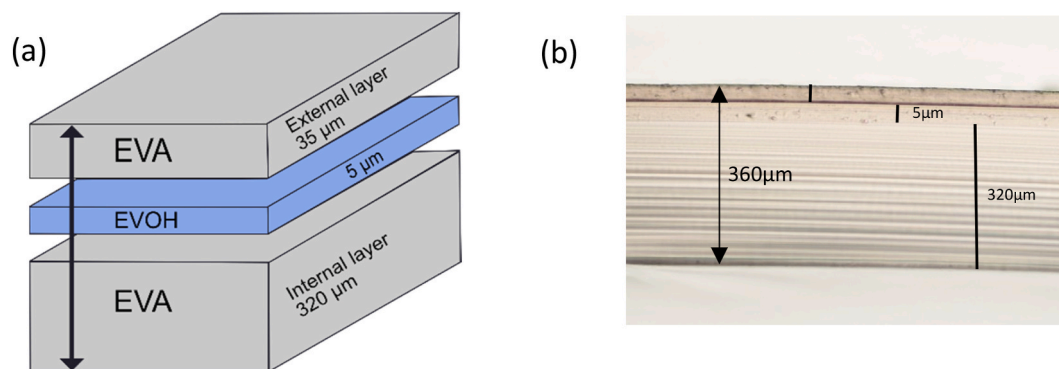 (a)
External layer
35 µm
EVA
5 µm
EVOH
Internal layer
320 µm
EVA
(b)
5µm
360µm
320µm